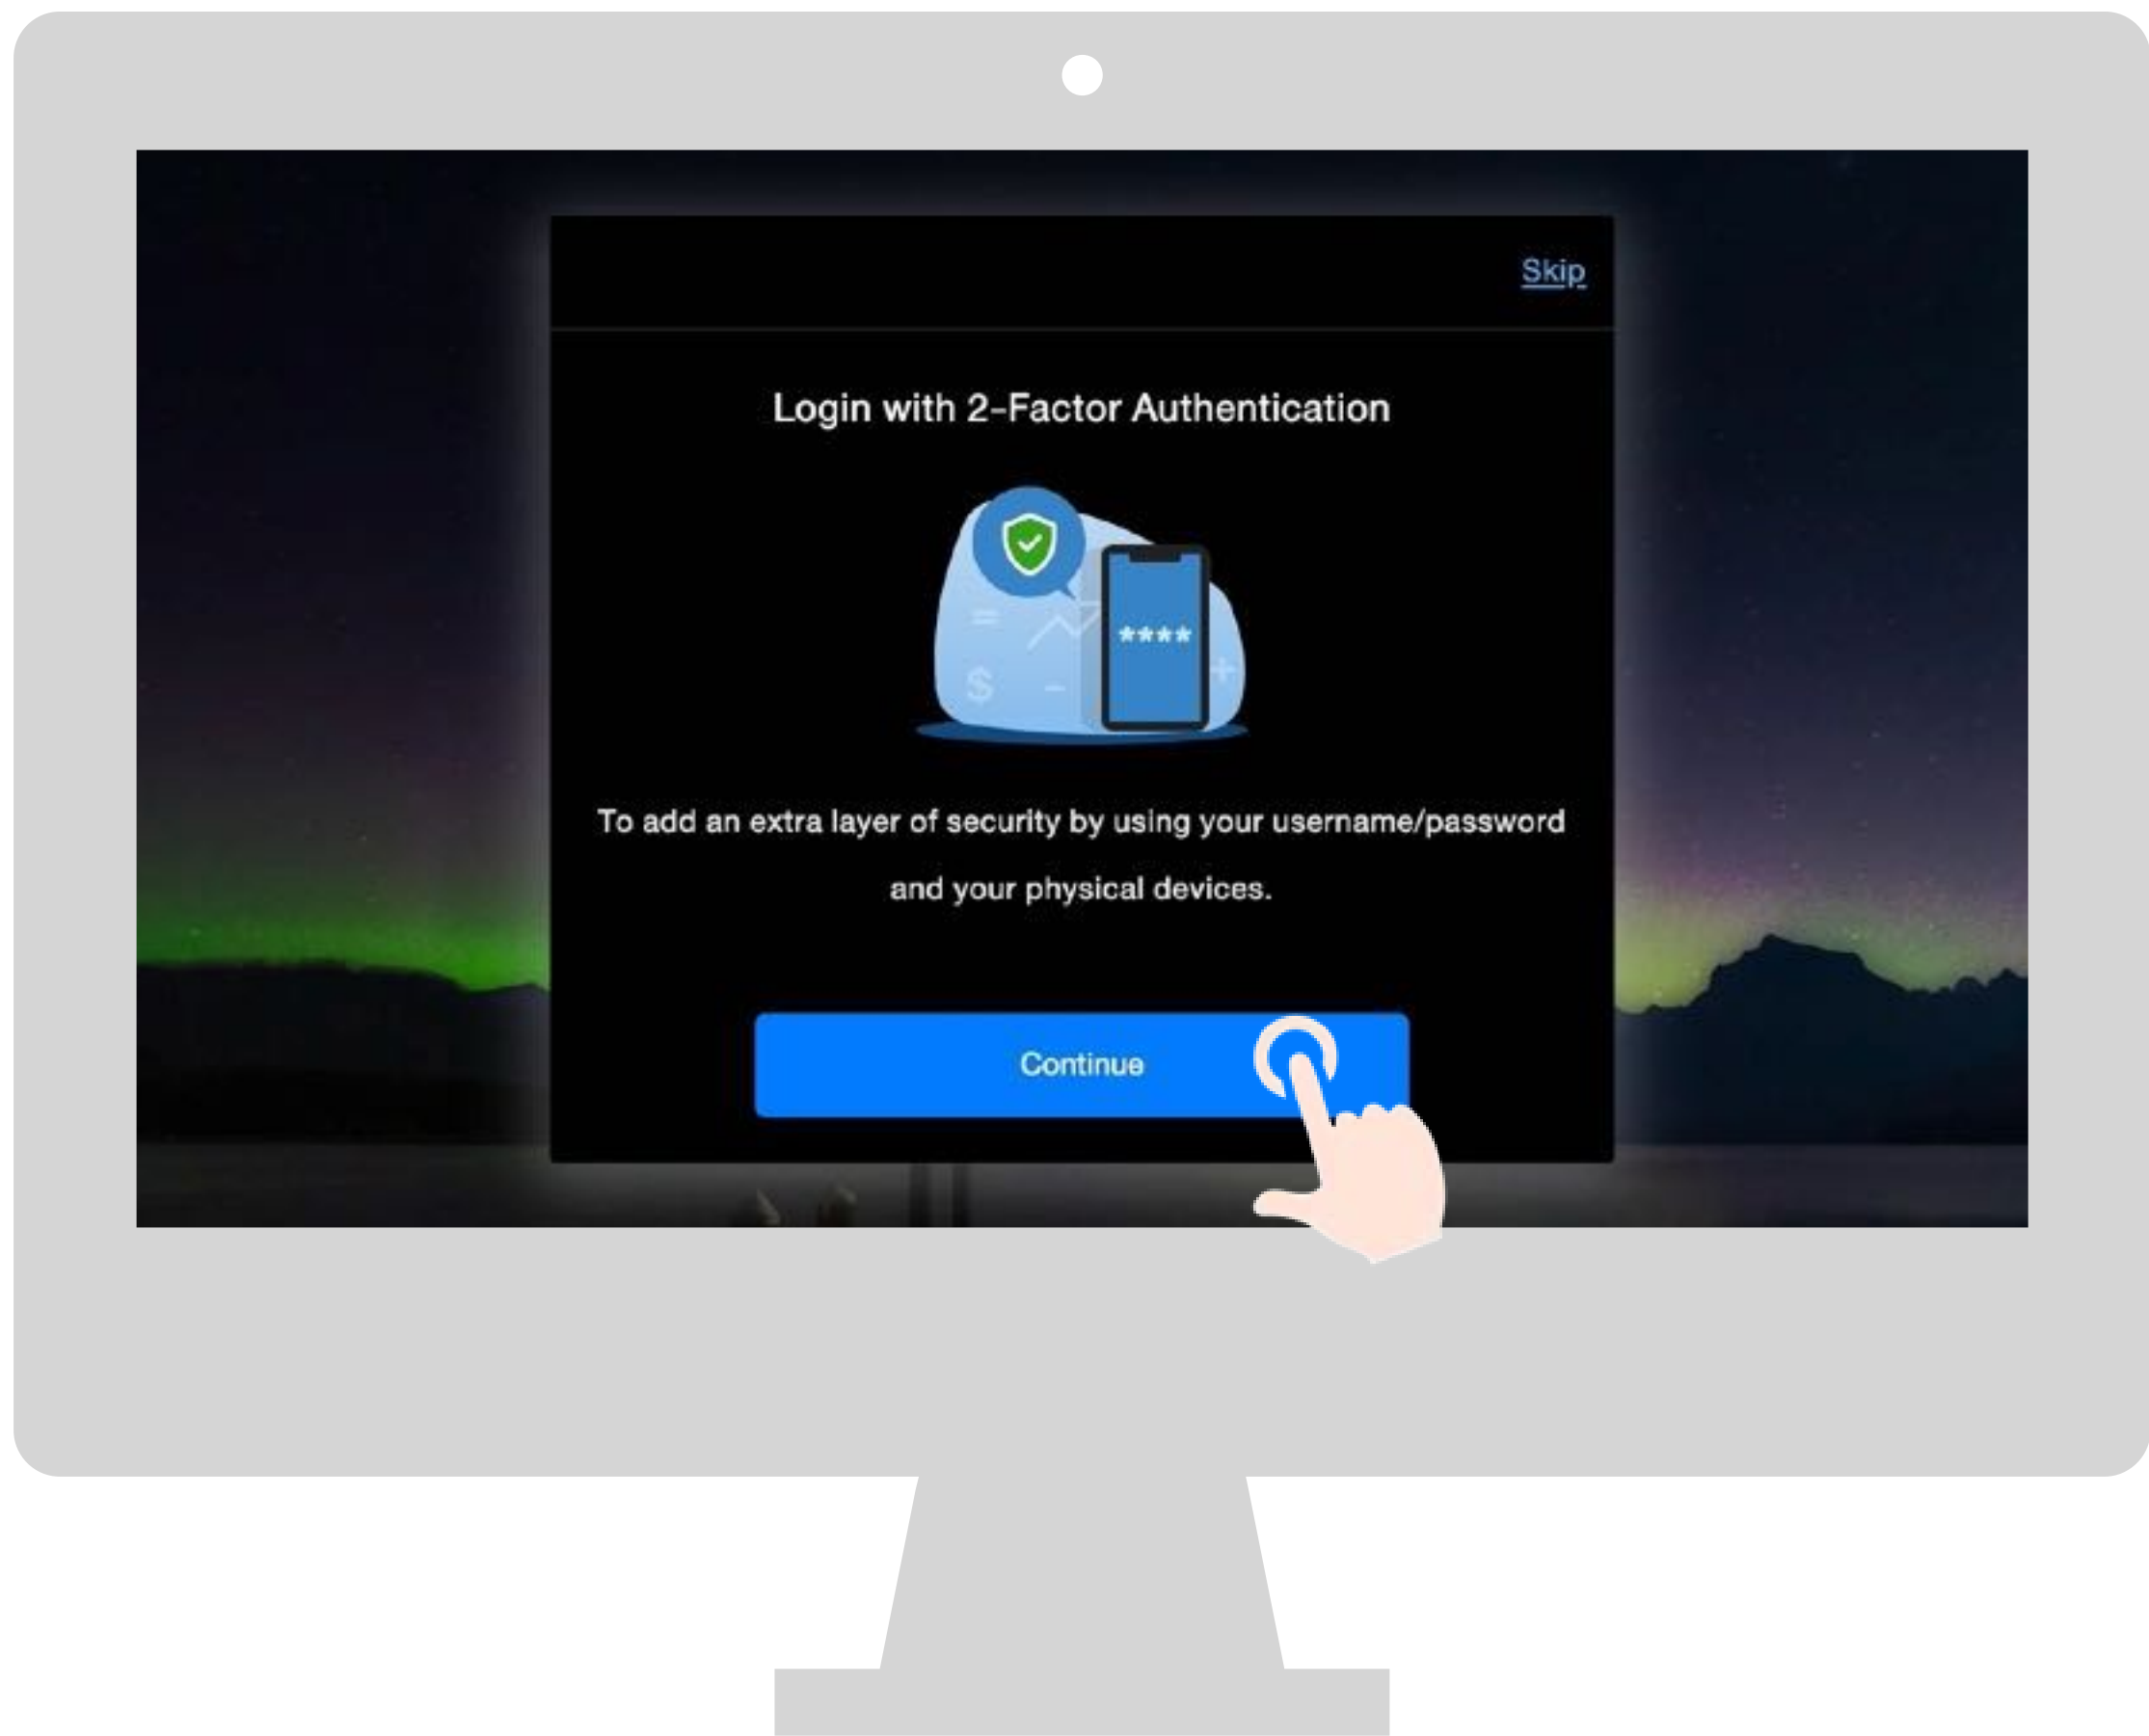 Skip
Login with 2-Factor Authentication
=
$
-
****
+
To add an extra layer of security by using your username/password
and your physical devices.
Continue